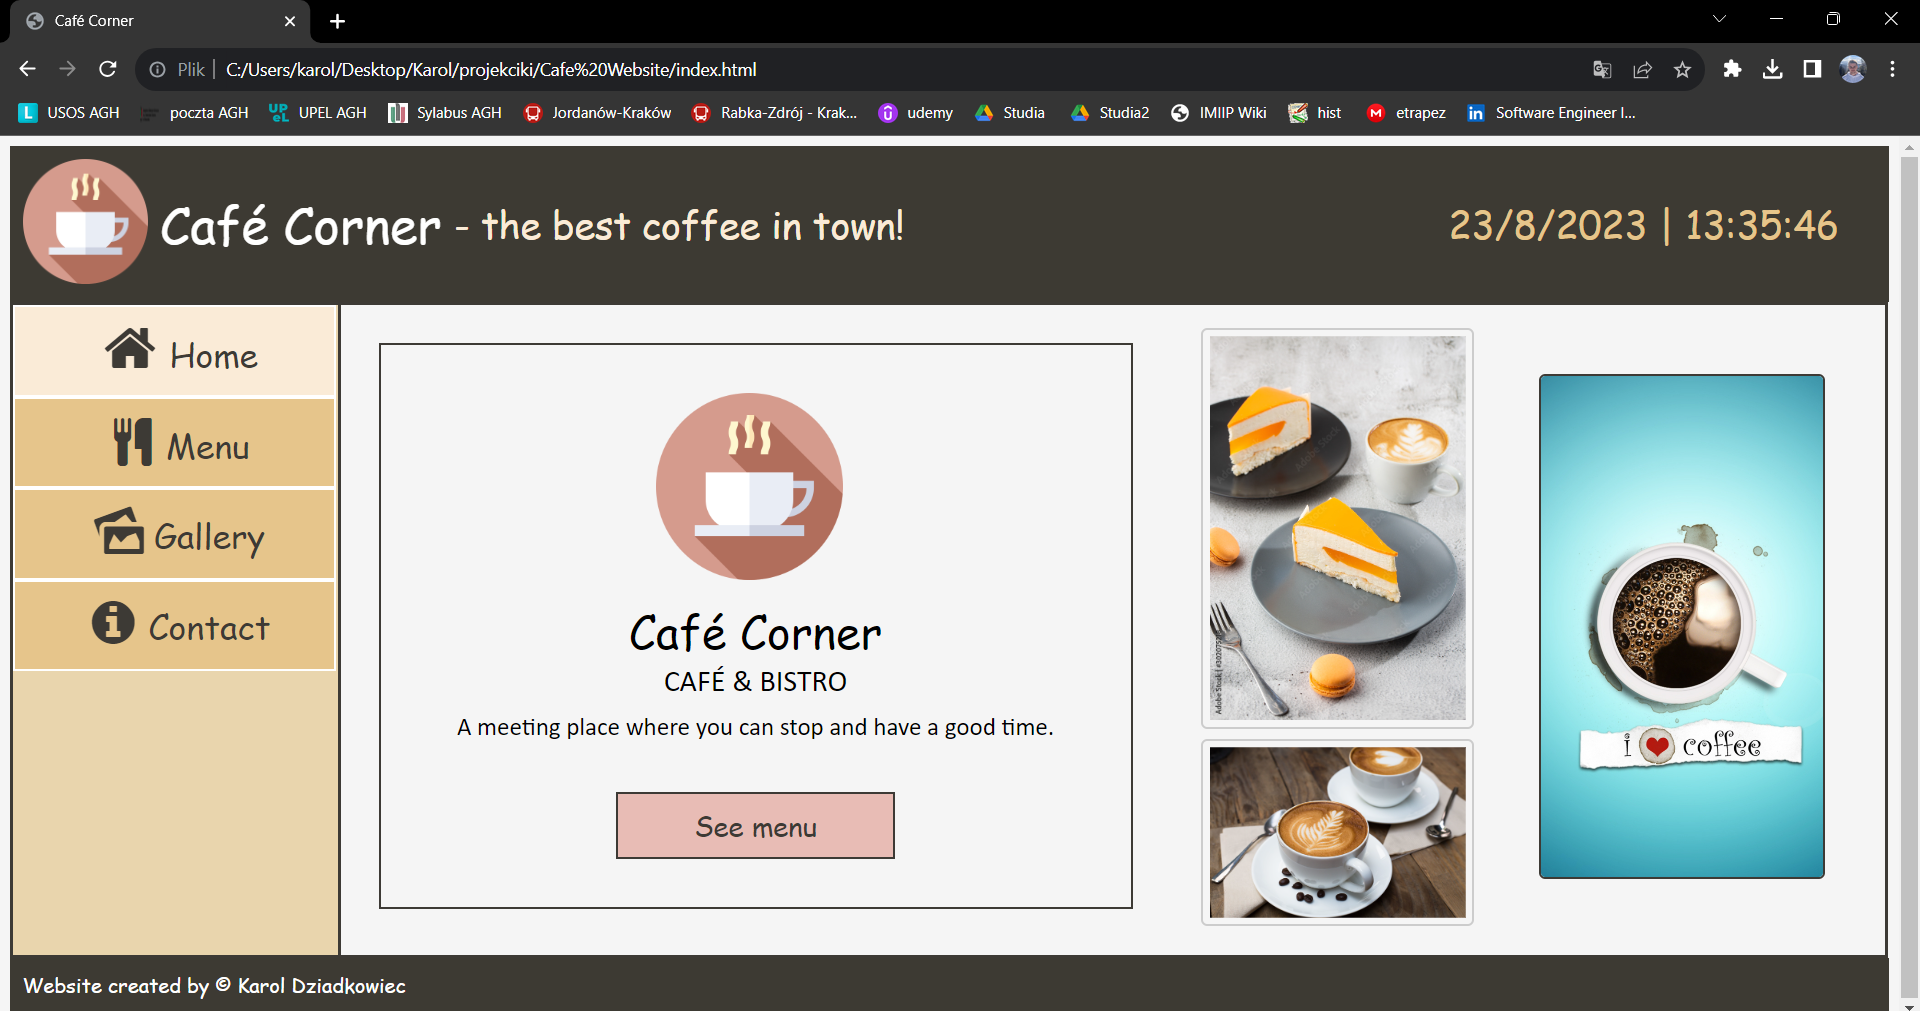 Café Corner
Plik
C:/Users/karol/Desktop/Karol/projekciki/Cafe%20Website/index.html
USOS AGH
poczta AGH
UPEL AGH
Sylabus AGH
Jordanów-Kraków
Rabka-Zdrój - Krak...
udemy
Studia
Studia2
IMIIP Wiki
hist
etrapez
Software Engineer I...
Café Corner - the best coffee in town!
23/8/2023 | 13:35:46
Home
Menu
Gallery
Contact
Café Corner
CAFÉ & BISTRO
A meeting place where you can stop and have a good time.
See menu
i coffee
Website created by © Karol Dziadkowiec